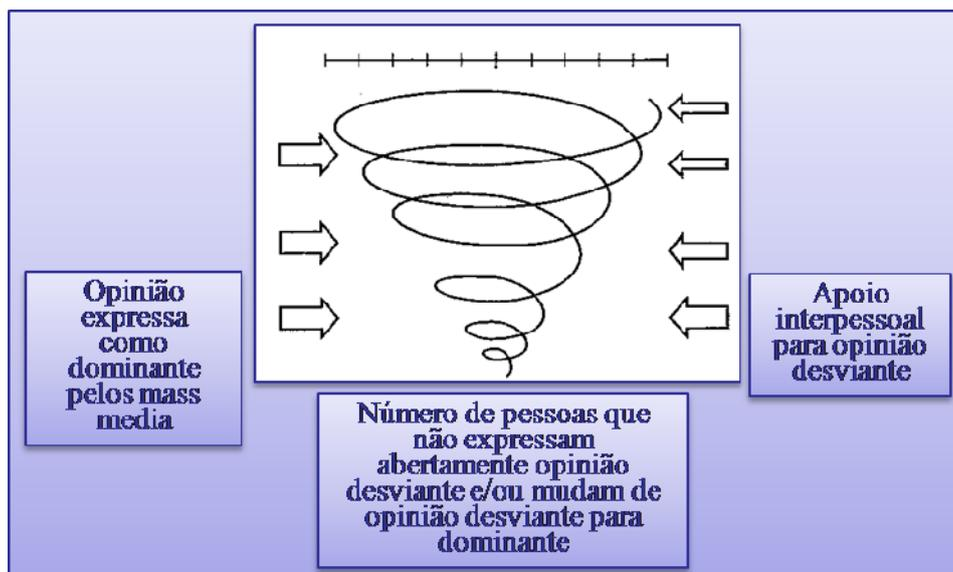 Opinião
expressa
como
dominante
pelos mass
media
Apoio
interpessoal
para opinião
desviante
Número de pessoas que
não expressam
abertamente opinião
desviante e/ou mudam de
opinião desviante para
dominante